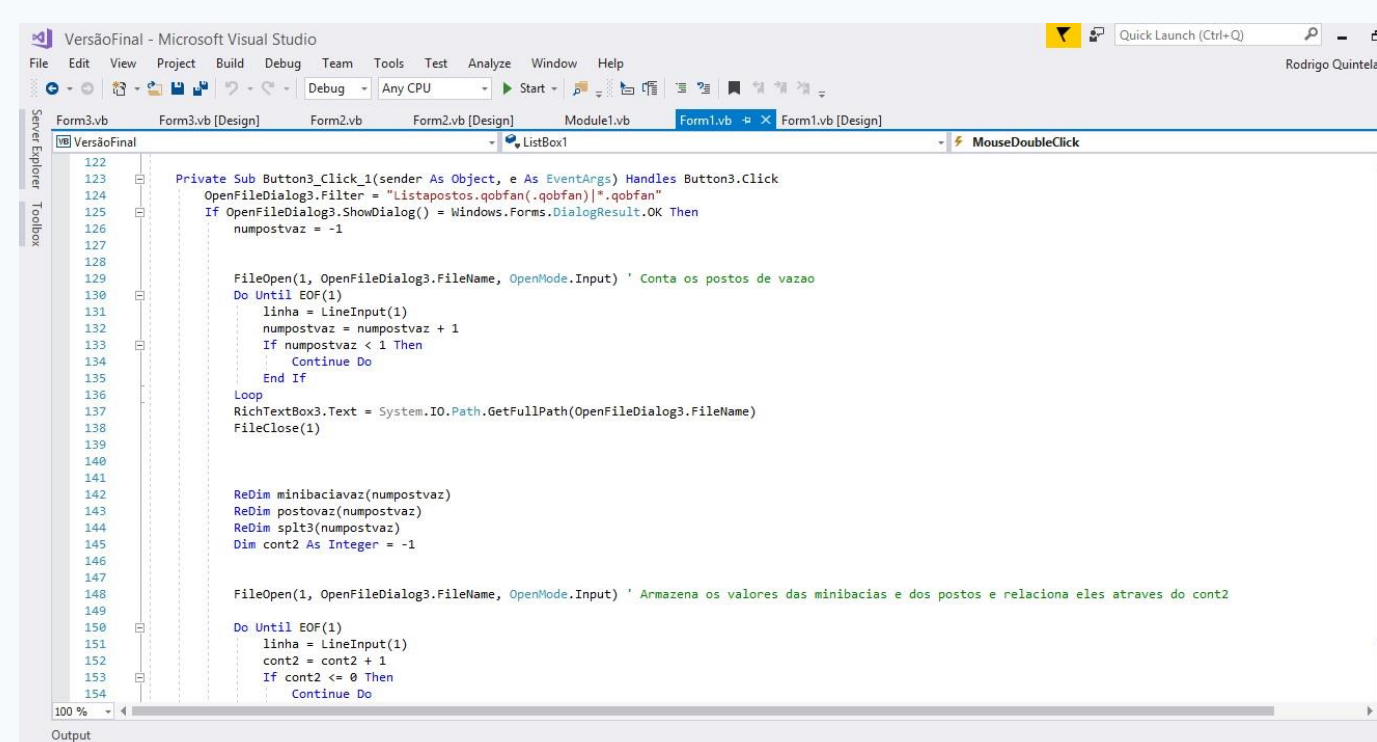 VersãoFinal - Microsoft Visual Studio
Quick Launch (Ctrl+Q)
File Edit View Project Build Debug Team Tools Test Analyze Window Help
Rodrigo Quintela
Debug Any CPU Start
Server Explorer
Toolbox
Form3.vb Form3.vb [Design] Form2.vb Form2.vb [Design] Module1.vb Form1.vb Form1.vb [Design]
VB VersãoFinal ListBox1 MouseDoubleClick
122
123 Private Sub Button3_Click_1(sender As Object, e As EventArgs) Handles Button3.Click
124 OpenFileDialog3.Filter = "Listapostos.qobfan(.qobfan)|*.qobfan"
125 If OpenFileDialog3.ShowDialog() = Windows.Forms.DialogResult.OK Then
126 numpostvaz = -1
127
128
129 FileOpen(1, OpenFileDialog3.FileName, OpenMode.Input) ' Conta os postos de vazao
130 Do Until EOF(1)
131 linha = LineInput(1)
132 numpostvaz = numpostvaz + 1
133 If numpostvaz < 1 Then
134 Continue Do
135 End If
136 Loop
137 RichTextBox3.Text = System.IO.Path.GetFullPath(OpenFileDialog3.FileName)
138 FileClose(1)
139
140
141
142 ReDim minibaciavaz(numpostvaz)
143 ReDim postovaz(numpostvaz)
144 ReDim splt3(numpostvaz)
145 Dim cont2 As Integer = -1
146
147
148 FileOpen(1, OpenFileDialog3.FileName, OpenMode.Input) ' Armazena os valores das minibacias e dos postos e relaciona eles atraves do cont2
149
150 Do Until EOF(1)
151 linha = LineInput(1)
152 cont2 = cont2 + 1
153 If cont2 <= 0 Then
154 Continue Do
100 %
Output